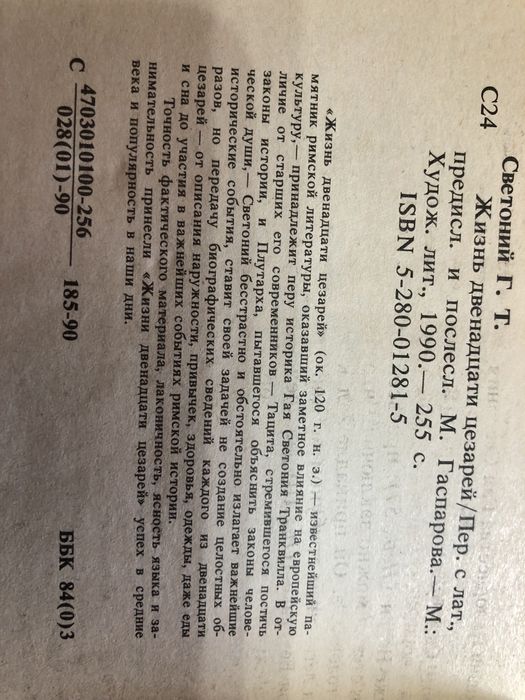 Светоний Г. Т.
С24 Жизнь двенадцати цезарей/Пер. с лат.,
предисл. и послесл. М. Гаспарова.— М.:
Худож. лит., 1990.— 255 с.
ISBN 5-280-01281-5
«Жизнь двенадцати цезарей» (ок. 120 г. н. э.) — известнейший па-
мятник римской литературы, оказавший заметное влияние на европейскую
культуру,— принадлежит перу историка Гая Светония Транквилла. В от-
личие от старших его современников — Тацита, стремившегося постичь
законы истории, и Плутарха, пытавшегося объяснить законы челове-
ческой души,— Светоний бесстрастно и обстоятельно излагает важнейшие
исторические события, ставит своей задачей не создание целостных об-
разов, но передачу биографических сведений каждого из двенадцати
цезарей — от описания наружности, привычек, здоровья, одежды, даже еды
и сна до участия в важнейших событиях римской истории.
Точность фактического материала, лаконичность, ясность языка и за-
нимательность принесли «Жизни двенадцати цезарей» успех в средние
века и популярность в наши дни.
С 4703010100-256
028(01)-90 185-90 ББК 84(0)3